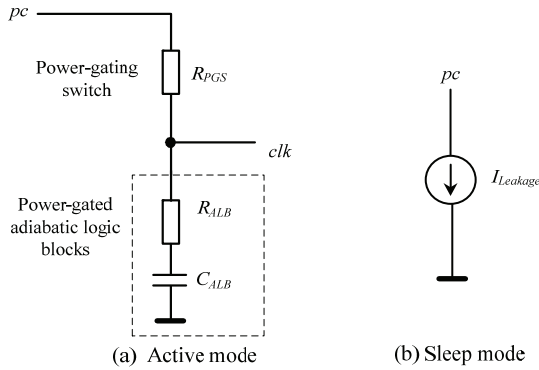 pc
Power-gating
switch
R_PGS
clk
Power-gated
adiabatic logic
blocks
R_ALB
C_ALB
(a) Active mode
pc
I_Leakage
(b) Sleep mode